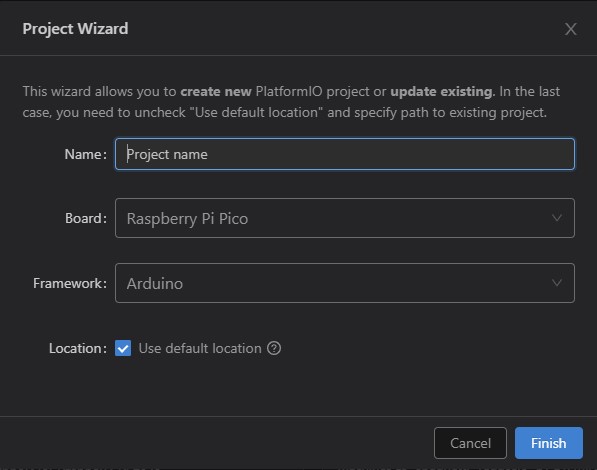 Project Wizard
This wizard allows you to create new PlatformIO project or update existing. In the last
case, you need to uncheck "Use default location" and specify path to existing project.
Name: Project name
Board: Raspberry Pi Pico
Framework: Arduino
Location: Use default location
Cancel Finish